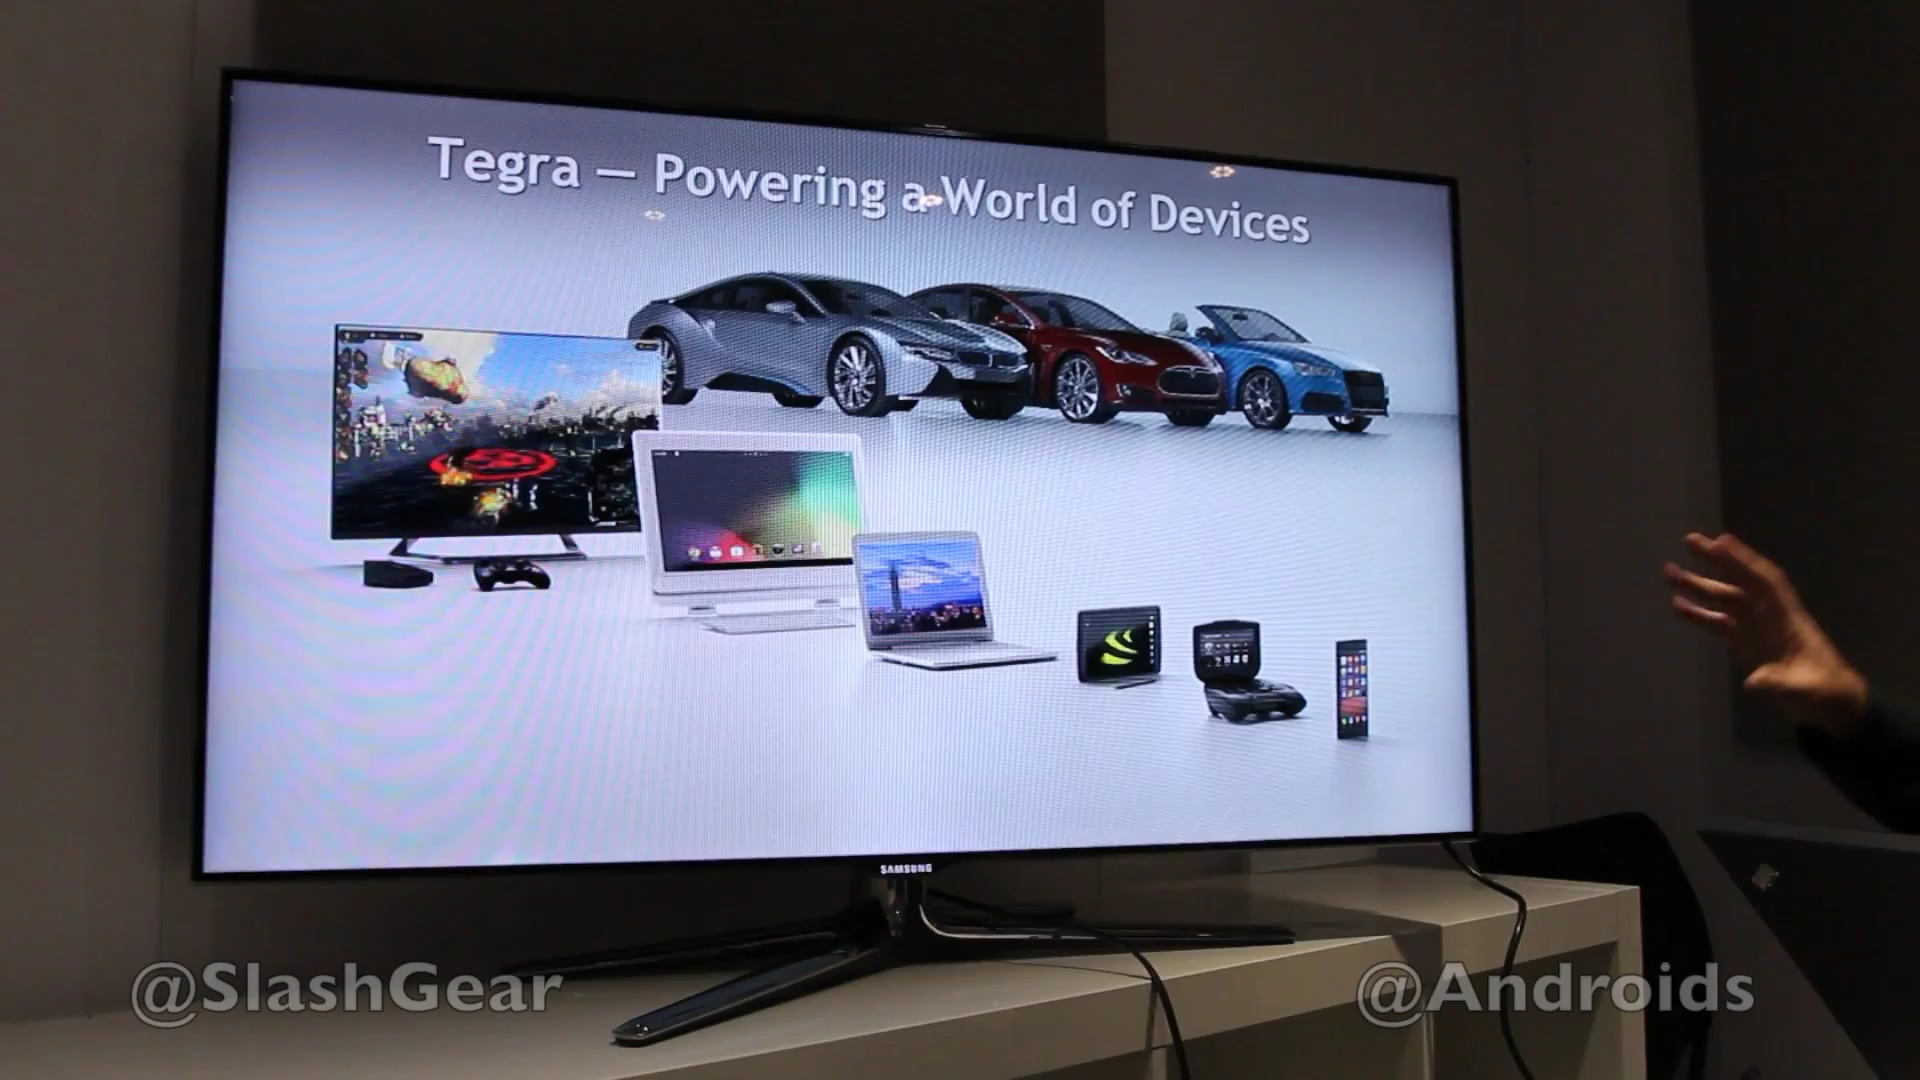 Tegra — Powering a World of Devices
SAMSUNG
@SlashGear
@Androids